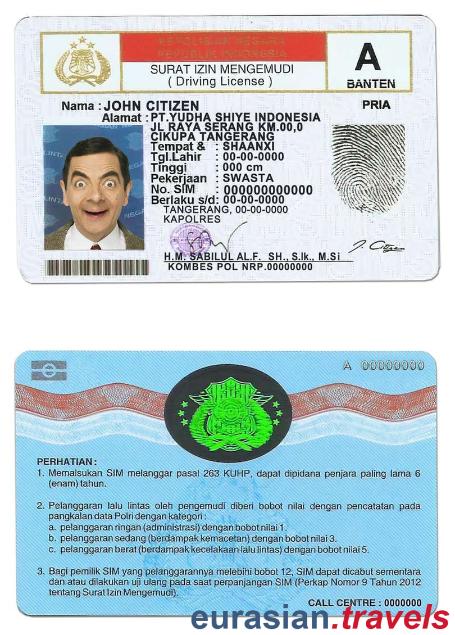 KEPOLISIAN NEGARA
REPUBLIK INDONESIA
SURAT IZIN MENGEMUDI
( Driving License )
A
BANTEN
Nama : JOHN CITIZEN
PRIA
Alamat : PT.YUDHA SHIYE INDONESIA
JL RAYA SERANG KM.00,0
CIKUPA TANGERANG
Tempat & : SHAANXI
Tgl.Lahir : 00-00-0000
Tinggi : 000 cm
Pekerjaan : SWASTA
No. SIM : 000000000000
Berlaku s/d: 00-00-0000
TANGERANG, 00-00-0000
KAPOLRES
H.M. SABILUL AL.F. SH., S.Ik., M.Si
KOMBES POL NRP.00000000
A 00000000
PERHATIAN :
1. Memalsukan SIM melanggar pasal 263 KUHP, dapat dipidana penjara paling lama 6
(enam) tahun.
2. Pelanggaran lalu lintas oleh pengemudi diberi bobot nilai dengan pencatatan pada
pangkalan data Polri dengan kategori :
a. pelanggaran ringan (administrasi) dengan bobot nilai 1.
b. pelanggaran sedang (berdampak kemacetan) dengan bobot nilai 3.
c. pelanggaran berat (berdampak kecelakaan lalu lintas) dengan bobot nilai 5.
3. Bagi pemilik SIM yang pelanggarannya melebihi bobot 12, SIM dapat dicabut sementara
dan atau dilakukan uji ulang pada saat perpanjangan SIM (Perkap Nomor 9 Tahun 2012
tentang Surat Izin Mengemudi).
CALL CENTRE : 0000000
eurasian.travels